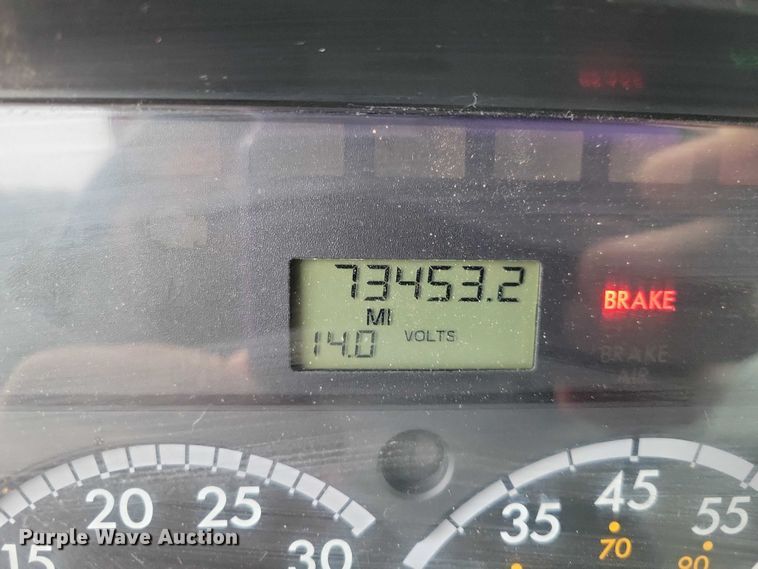 73453.2
MI
14.0 VOLTS
BRAKE
BRAKE
AIR
15 20 25 30
35 45 55
70 90
Purple Wave Auction